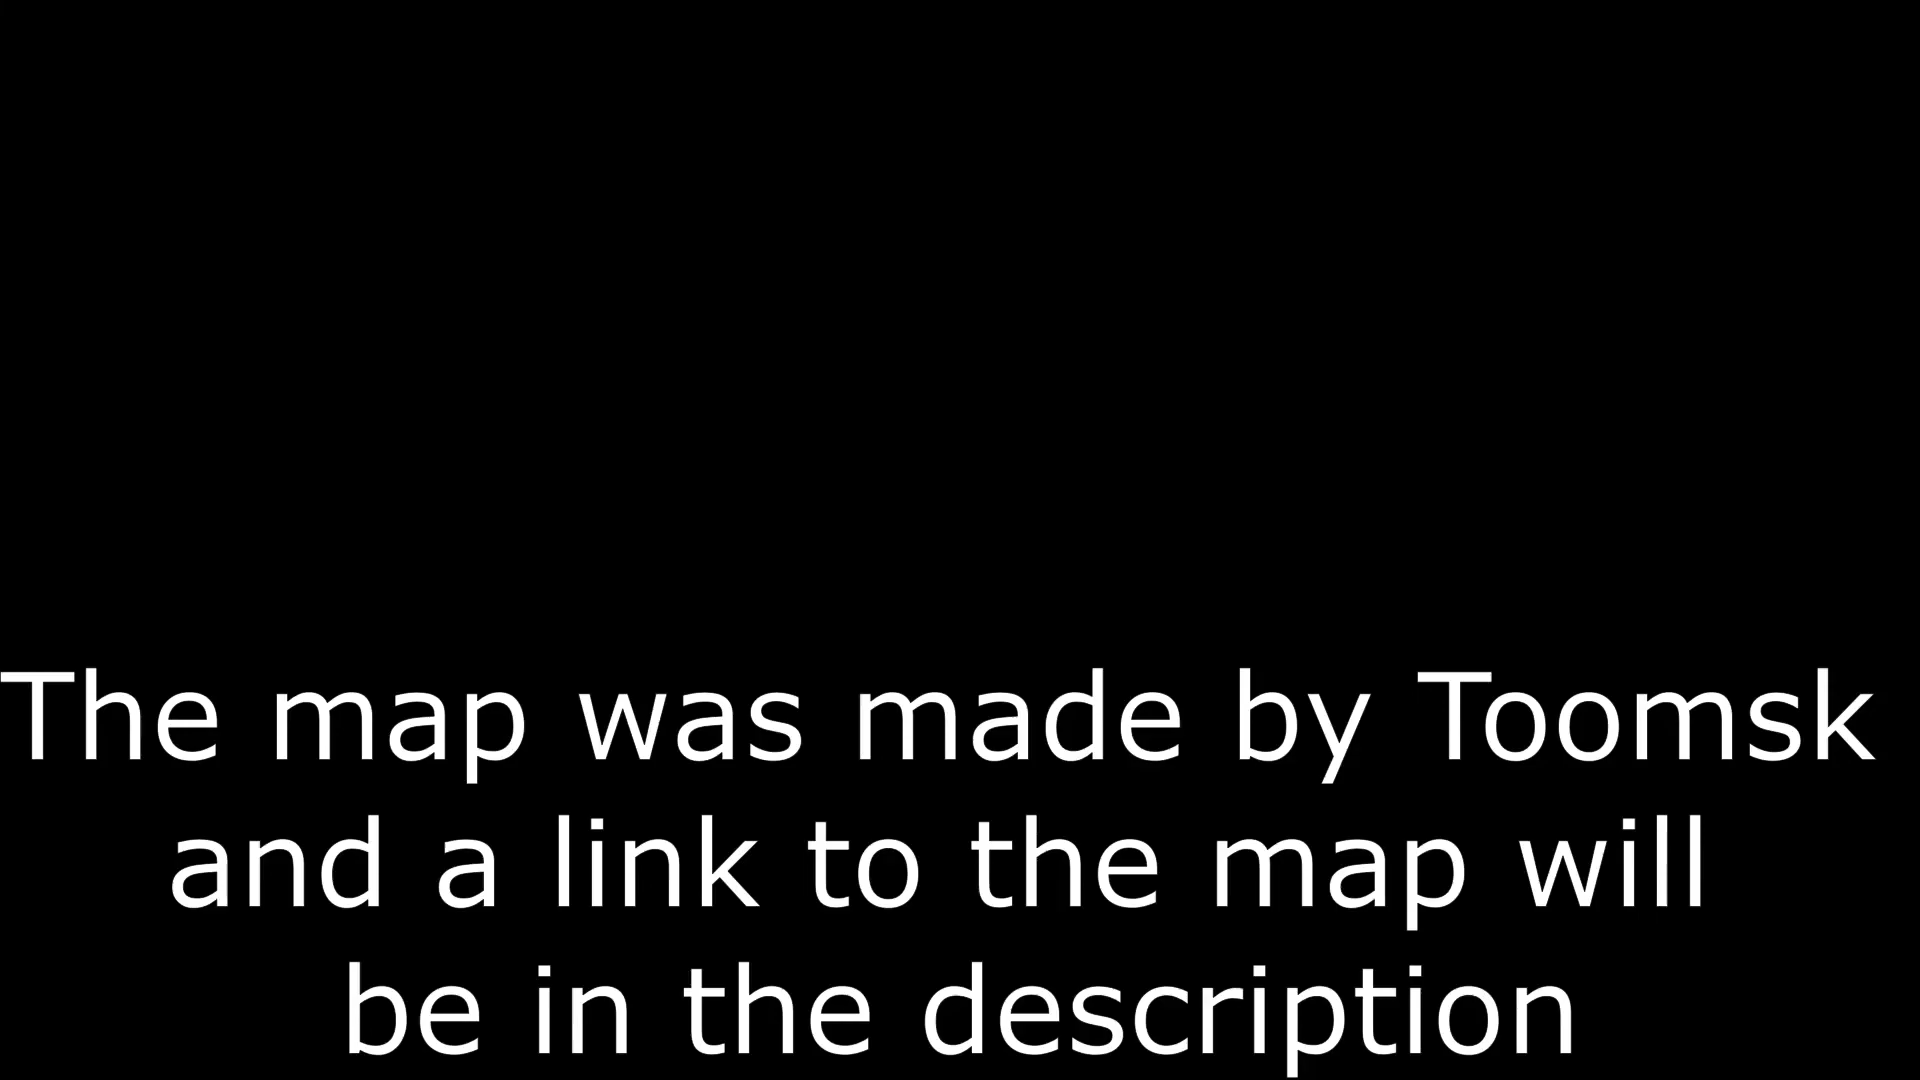 The map was made by Toomsk
and a link to the map will
be in the description